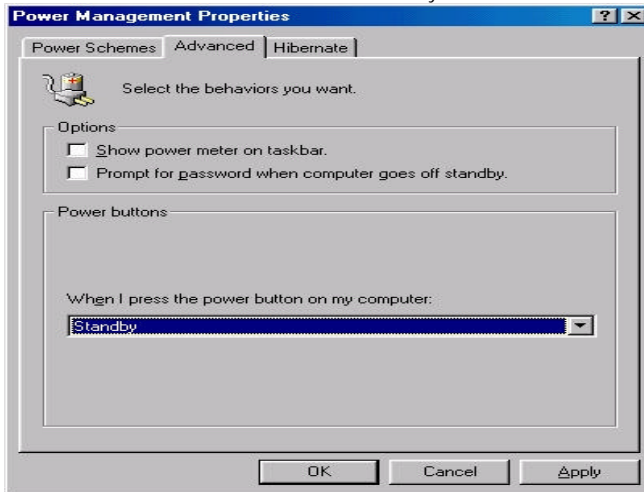 Power Management Properties
Power Schemes Advanced Hibernate
Select the behaviors you want.
Options
Show power meter on taskbar.
Prompt for password when computer goes off standby.
Power buttons
When I press the power button on my computer:
Standby
OK Cancel Apply